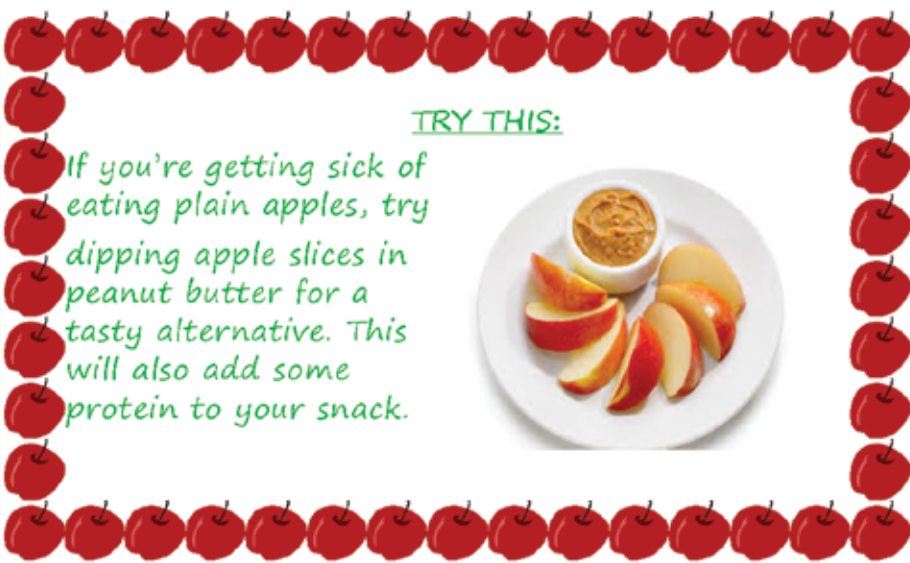 TRY THIS:
If you're getting sick of
eating plain apples, try
dipping apple slices in
peanut butter for a
tasty alternative. This
will also add some
protein to your snack.